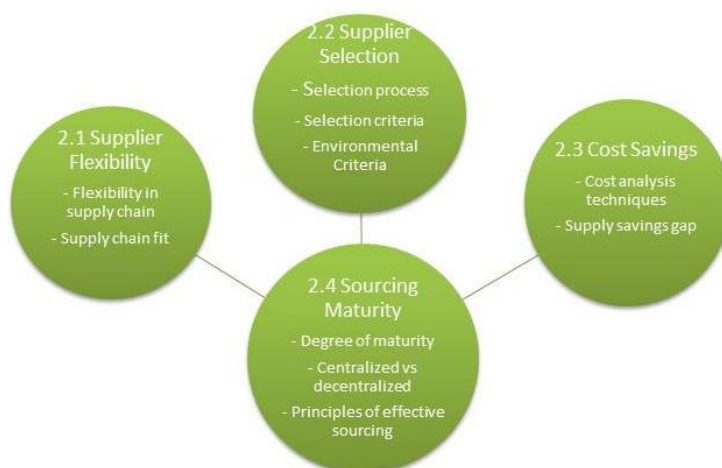 2.1 Supplier
Flexibility
- Flexibility in
supply chain
- Supply chain fit
2.2 Supplier
Selection
- Selection process
- Selection criteria
- Environmental
Criteria
2.3 Cost Savings
- Cost analysis
techniques
- Supply savings gap
2.4 Sourcing
Maturity
- Degree of maturity
- Centralized vs
decentralized
- Principles of effective
sourcing